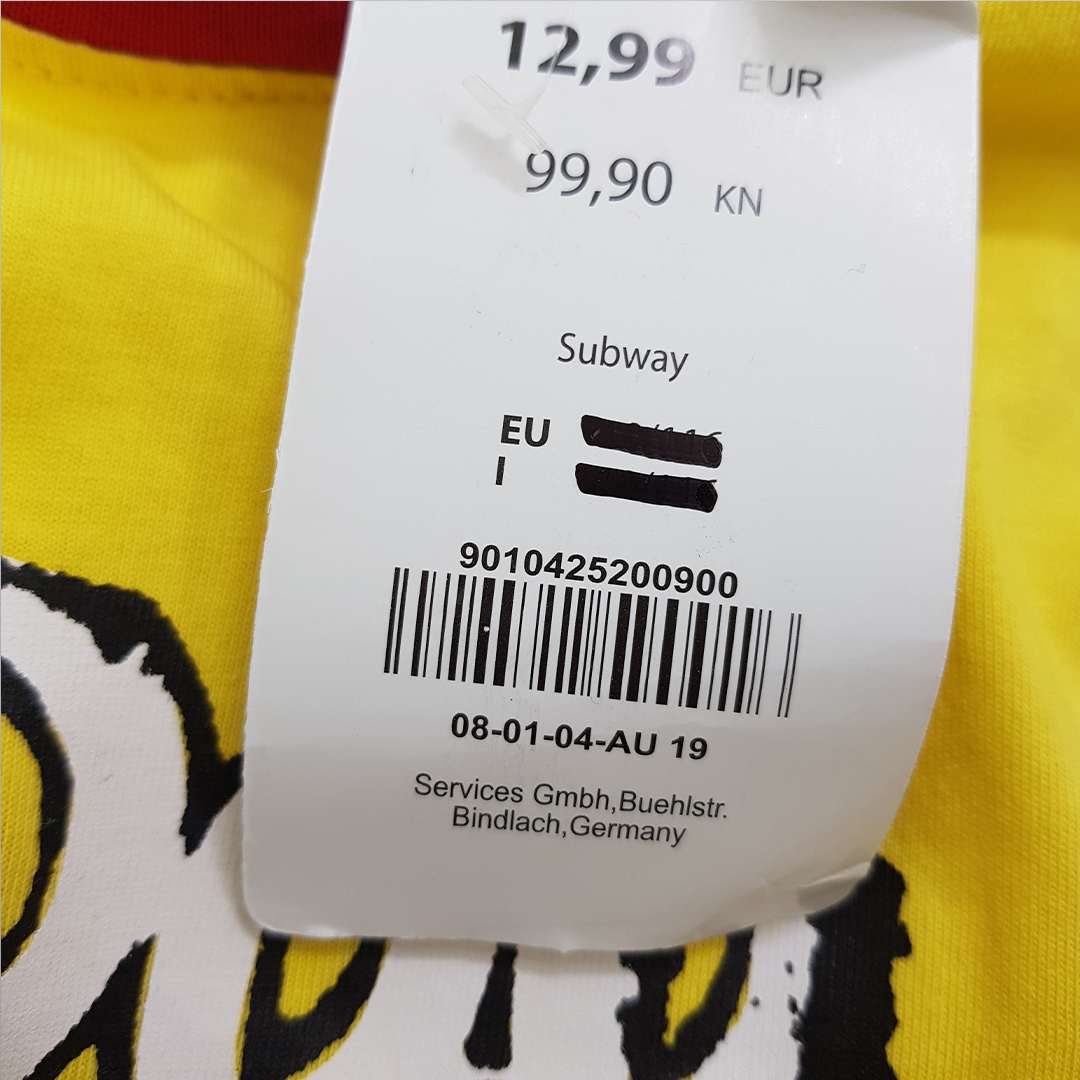 12,99 EUR
99,90 KN
Subway
EU
I
9010425200900
08-01-04-AU 19
Services Gmbh,Buehlstr.
Bindlach,Germany